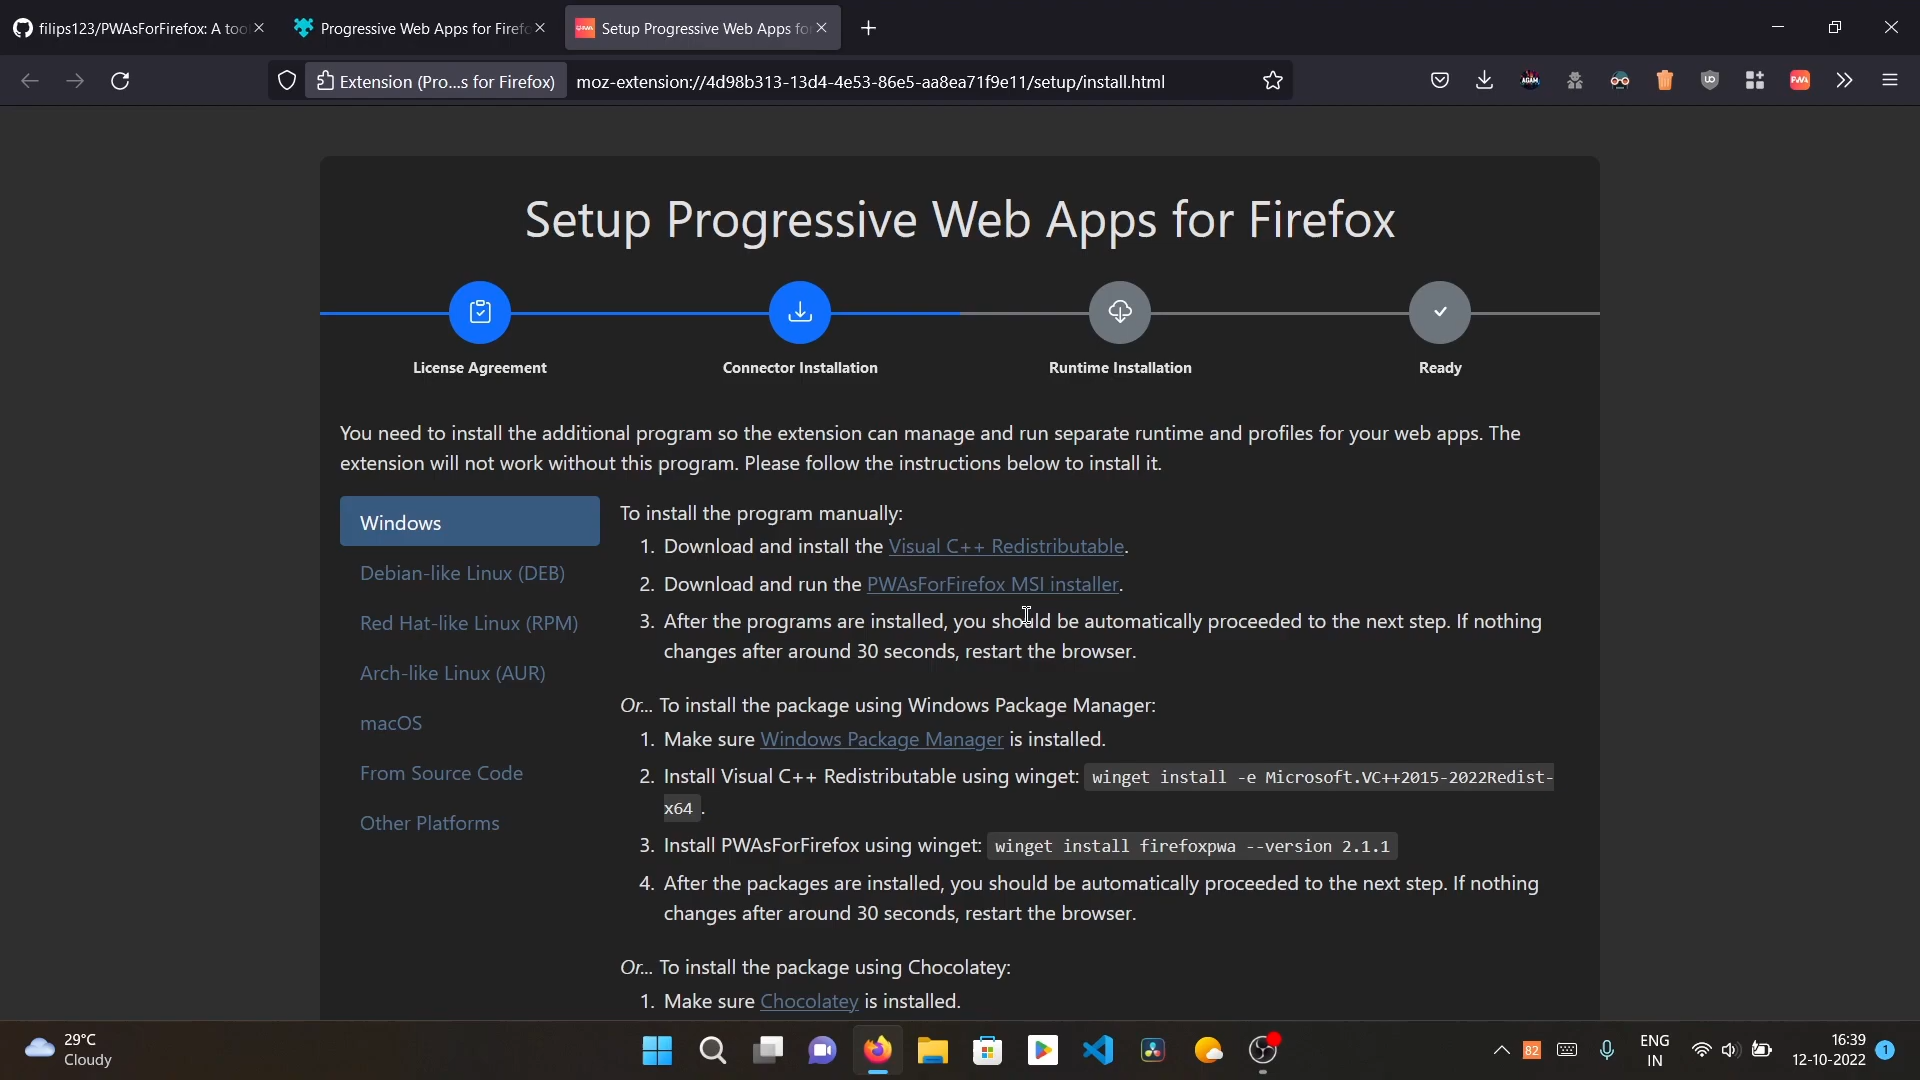 filips123/PWAsForFirefox: A too
Progressive Web Apps for Firefo
Setup Progressive Web Apps fo
Extension (Pro...s for Firefox)
moz-extension://4d98b313-13d4-4e53-86e5-aa8ea71f9e11/setup/install.html
Setup Progressive Web Apps for Firefox
License Agreement
Connector Installation
Runtime Installation
Ready
You need to install the additional program so the extension can manage and run separate runtime and profiles for your web apps. The
extension will not work without this program. Please follow the instructions below to install it.
Windows
Debian-like Linux (DEB)
Red Hat-like Linux (RPM)
Arch-like Linux (AUR)
macOS
From Source Code
Other Platforms
To install the program manually:
1. Download and install the Visual C++ Redistributable.
2. Download and run the PWAsForFirefox MSI installer.
3. After the programs are installed, you should be automatically proceeded to the next step. If nothing
changes after around 30 seconds, restart the browser.
Or... To install the package using Windows Package Manager:
1. Make sure Windows Package Manager is installed.
2. Install Visual C++ Redistributable using winget: winget install -e Microsoft.VC++2015-2022Redist-
x64 .
3. Install PWAsForFirefox using winget: winget install firefoxpwa --version 2.1.1
4. After the packages are installed, you should be automatically proceeded to the next step. If nothing
changes after around 30 seconds, restart the browser.
Or... To install the package using Chocolatey:
1. Make sure Chocolatey is installed.
29°C
Cloudy
82
ENG
IN
16:39
12-10-2022
1